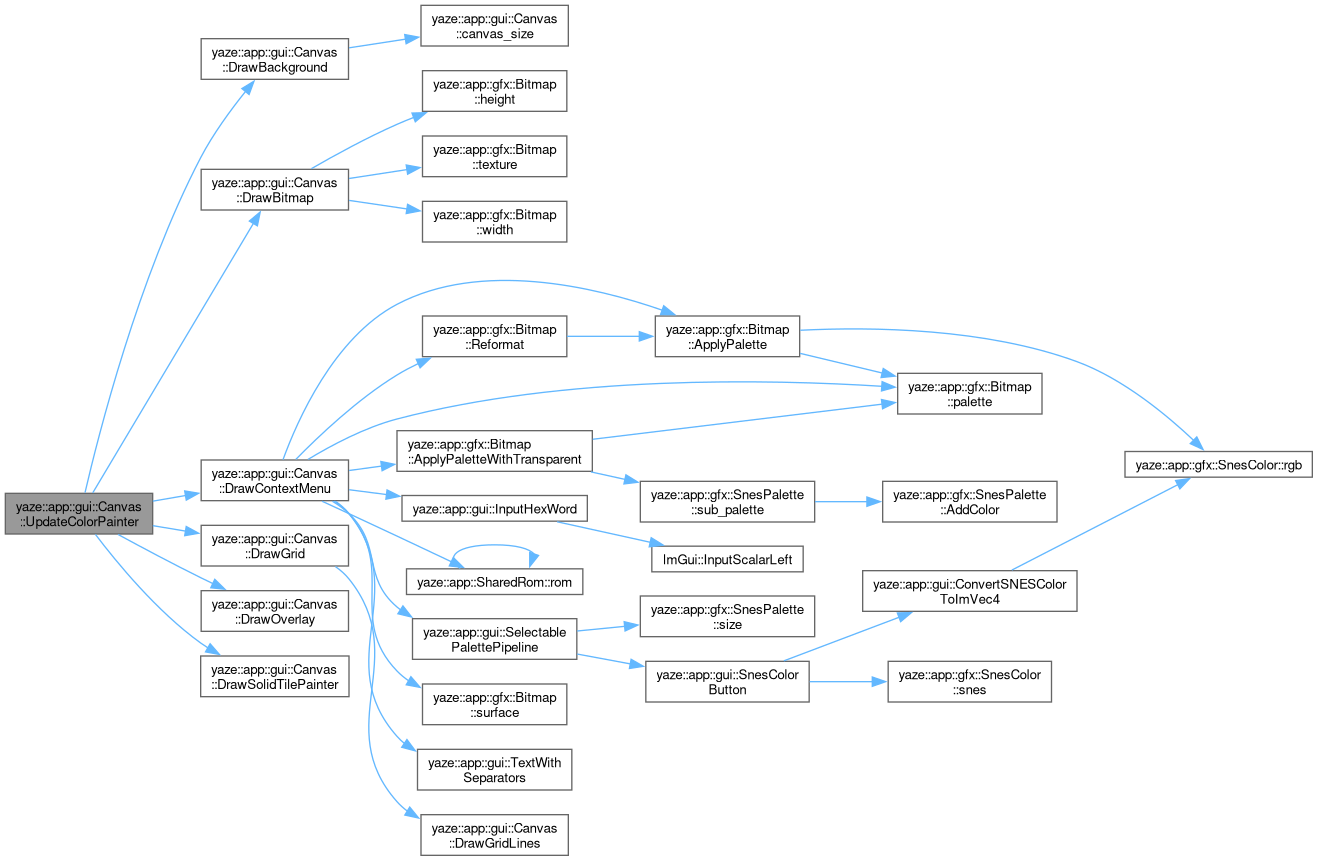 yaze::app::gui::Canvas
::UpdateColorPainter
yaze::app::gui::Canvas
::DrawBackground
yaze::app::gui::Canvas
::canvas_size
yaze::app::gui::Canvas
::DrawBitmap
yaze::app::gfx::Bitmap
::height
yaze::app::gfx::Bitmap
::texture
yaze::app::gfx::Bitmap
::width
yaze::app::gui::Canvas
::DrawContextMenu
yaze::app::gfx::Bitmap
::Reformat
yaze::app::gfx::Bitmap
::ApplyPalette
yaze::app::gfx::Bitmap
::palette
yaze::app::gfx::SnesColor::rgb
yaze::app::gfx::Bitmap
::ApplyPaletteWithTransparent
yaze::app::gfx::SnesPalette
::sub_palette
yaze::app::gfx::SnesPalette
::AddColor
yaze::app::gui::InputHexWord
ImGui::InputScalarLeft
yaze::app::SharedRom::rom
yaze::app::gui::Selectable
PalettePipeline
yaze::app::gfx::SnesPalette
::size
yaze::app::gui::SnesColor
Button
yaze::app::gui::ConvertSNESColor
ToImVec4
yaze::app::gfx::SnesColor
::snes
yaze::app::gfx::Bitmap
::surface
yaze::app::gui::TextWith
Separators
yaze::app::gui::Canvas
::DrawGrid
yaze::app::gui::Canvas
::DrawGridLines
yaze::app::gui::Canvas
::DrawOverlay
yaze::app::gui::Canvas
::DrawSolidTilePainter